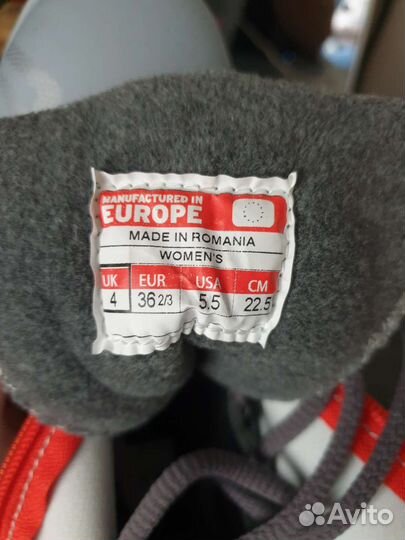 MANUFACTURED IN
EUROPE
MADE IN ROMANIA
WOMEN'S
UK EUR USA CM
4 36 2/3 5.5 22.5
Avito